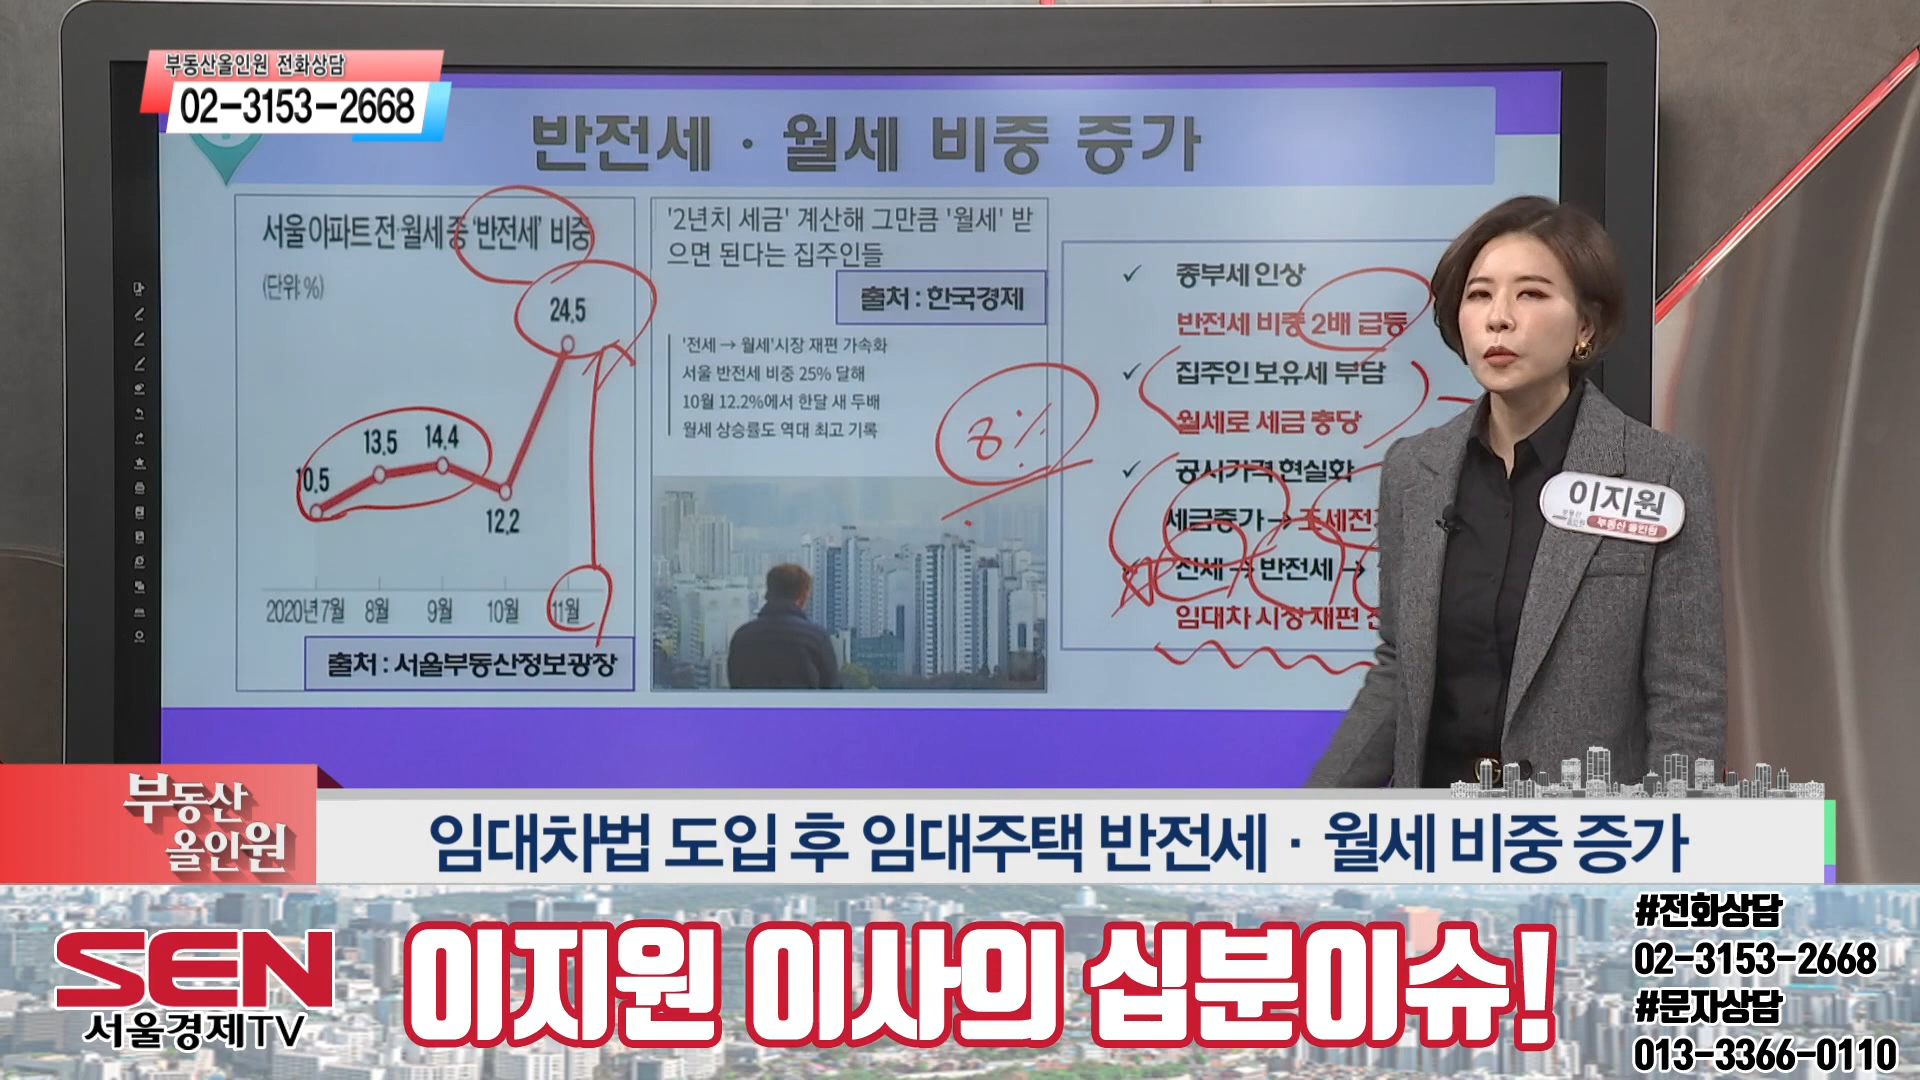 부동산올인원 전화상담
02-3153-2668
반전세 · 월세 비중 증가
서울 아파트 전·월세 중 '반전세' 비중
(단위: %)
24.5
13.5
14.4
10.5
12.2
2020년 7월 8월 9월 10월 11월
출처 : 서울부동산정보광장
'2년치 세금' 계산해 그만큼 '월세' 받
으면 된다는 집주인들
출처 : 한국경제
'전세 → 월세'시장 재편 가속화
서울 반전세 비중 25% 달해
10월 12.2%에서 한달 새 두배
월세 상승률도 역대 최고 기록
8%
✓ 종부세 인상
반전세 비중 2배 급등
✓ 집주인 보유세 부담
월세로 세금 충당
✓ 공시가격 현실화
세금증가 → 조세전
전세 → 반전세 →
임대차 시장 재편
이지원
부동산 올인원
부동산
올인원
임대차법 도입 후 임대주택 반전세 · 월세 비중 증가
SEN
서울경제TV
이지원 이사의 십분이슈!
#전화상담
02-3153-2668
#문자상담
013-3366-0110